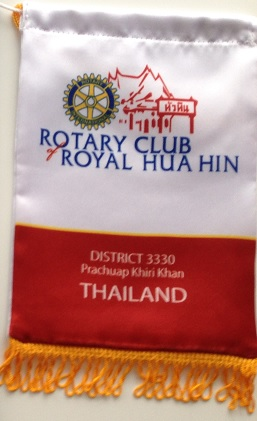 หัวหิน
ROTARY CLUB
of ROYAL HUA HIN
DISTRICT 3330
Prachuap Khiri Khan
THAILAND